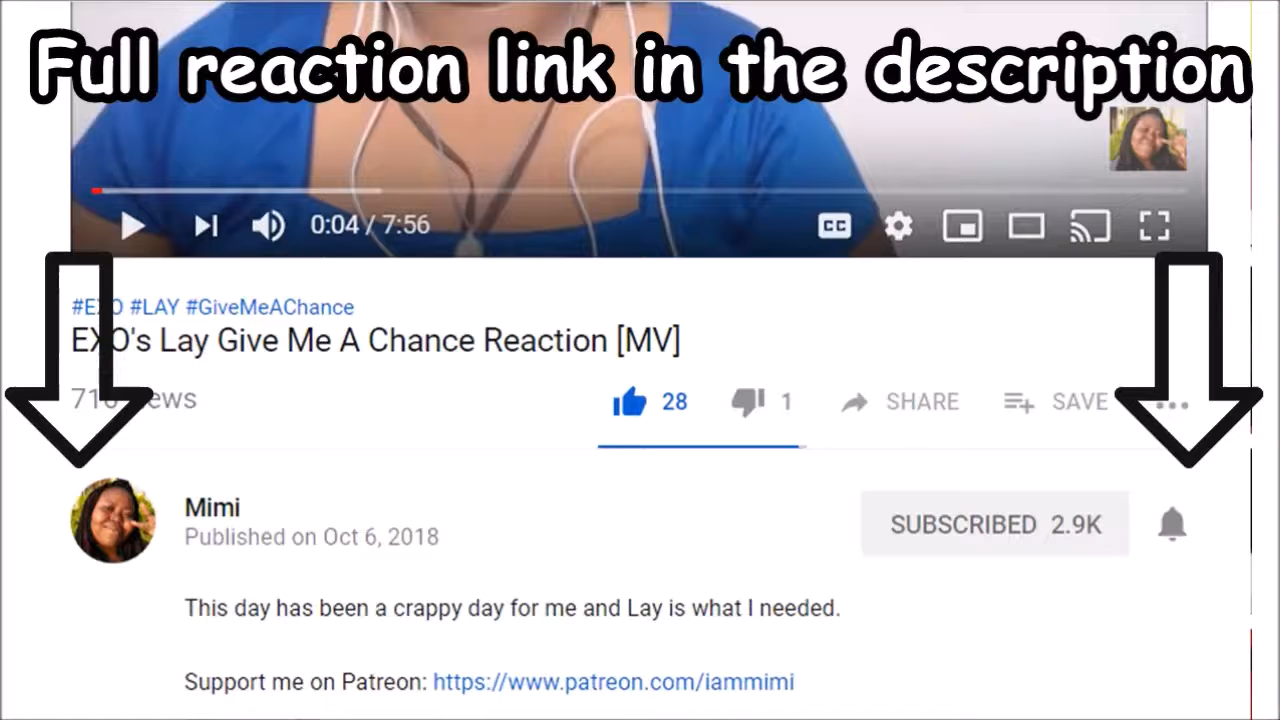 Full reaction link in the description
0:04 / 7:56
CC
#EXO #LAY #GiveMeAChance
EXO's Lay Give Me A Chance Reaction [MV]
28
1
SHARE
SAVE
Mimi
Published on Oct 6, 2018
SUBSCRIBED 2.9K
This day has been a crappy day for me and Lay is what I needed.
Support me on Patreon: https://www.patreon.com/iammimi